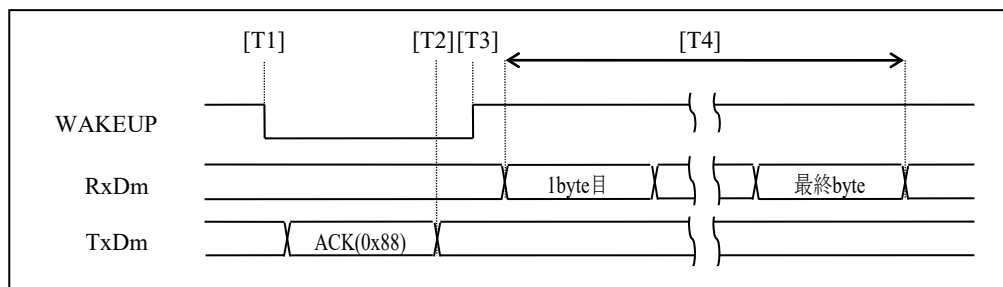 [T1] [T2] [T3] [T4]
WAKEUP
RxDm 1byte目 最終byte
TxDm ACK(0x88)